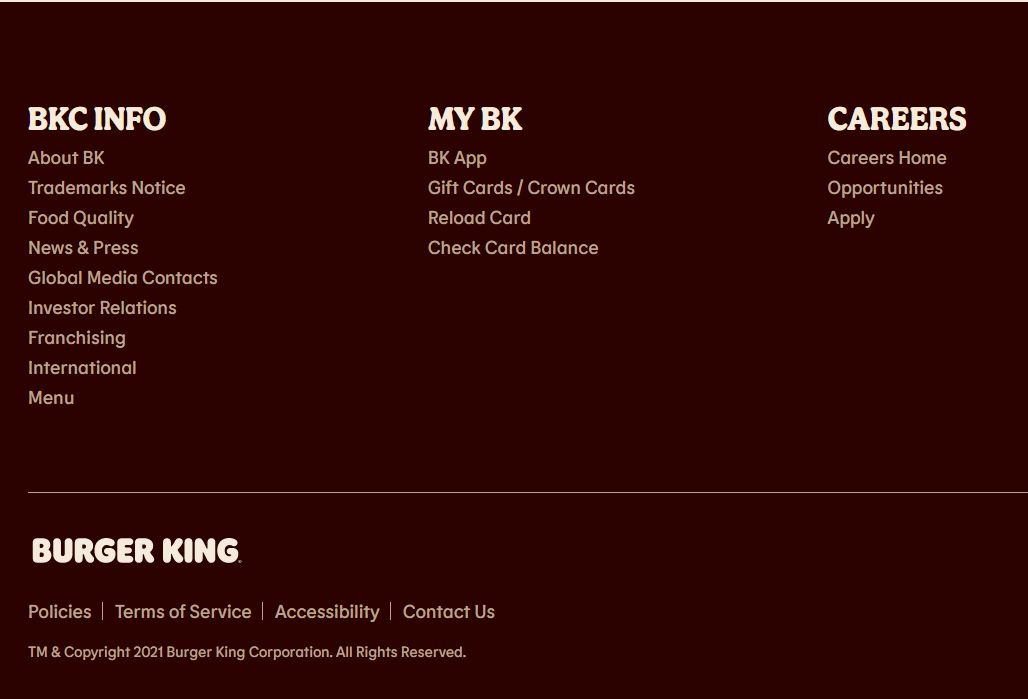 BKC INFO
About BK
Trademarks Notice
Food Quality
News & Press
Global Media Contacts
Investor Relations
Franchising
International
Menu
MY BK
BK App
Gift Cards / Crown Cards
Reload Card
Check Card Balance
CAREERS
Careers Home
Opportunities
Apply
BURGER KING
Policies | Terms of Service | Accessibility | Contact Us
TM & Copyright 2021 Burger King Corporation. All Rights Reserved.